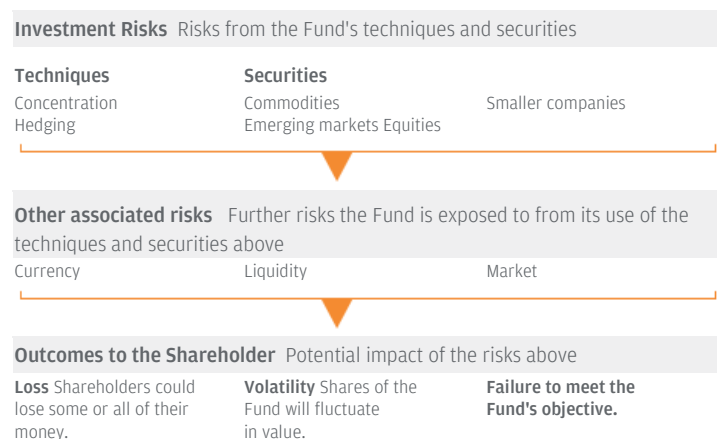 Investment Risks Risks from the Fund's techniques and securities
Techniques Securities
Concentration Commodities Smaller companies
Hedging Emerging markets Equities
Other associated risks Further risks the Fund is exposed to from its use of the
techniques and securities above
Currency Liquidity Market
Outcomes to the Shareholder Potential impact of the risks above
Loss Shareholders could
lose some or all of their
money.
Volatility Shares of the
Fund will fluctuate
in value.
Failure to meet the
Fund's objective.